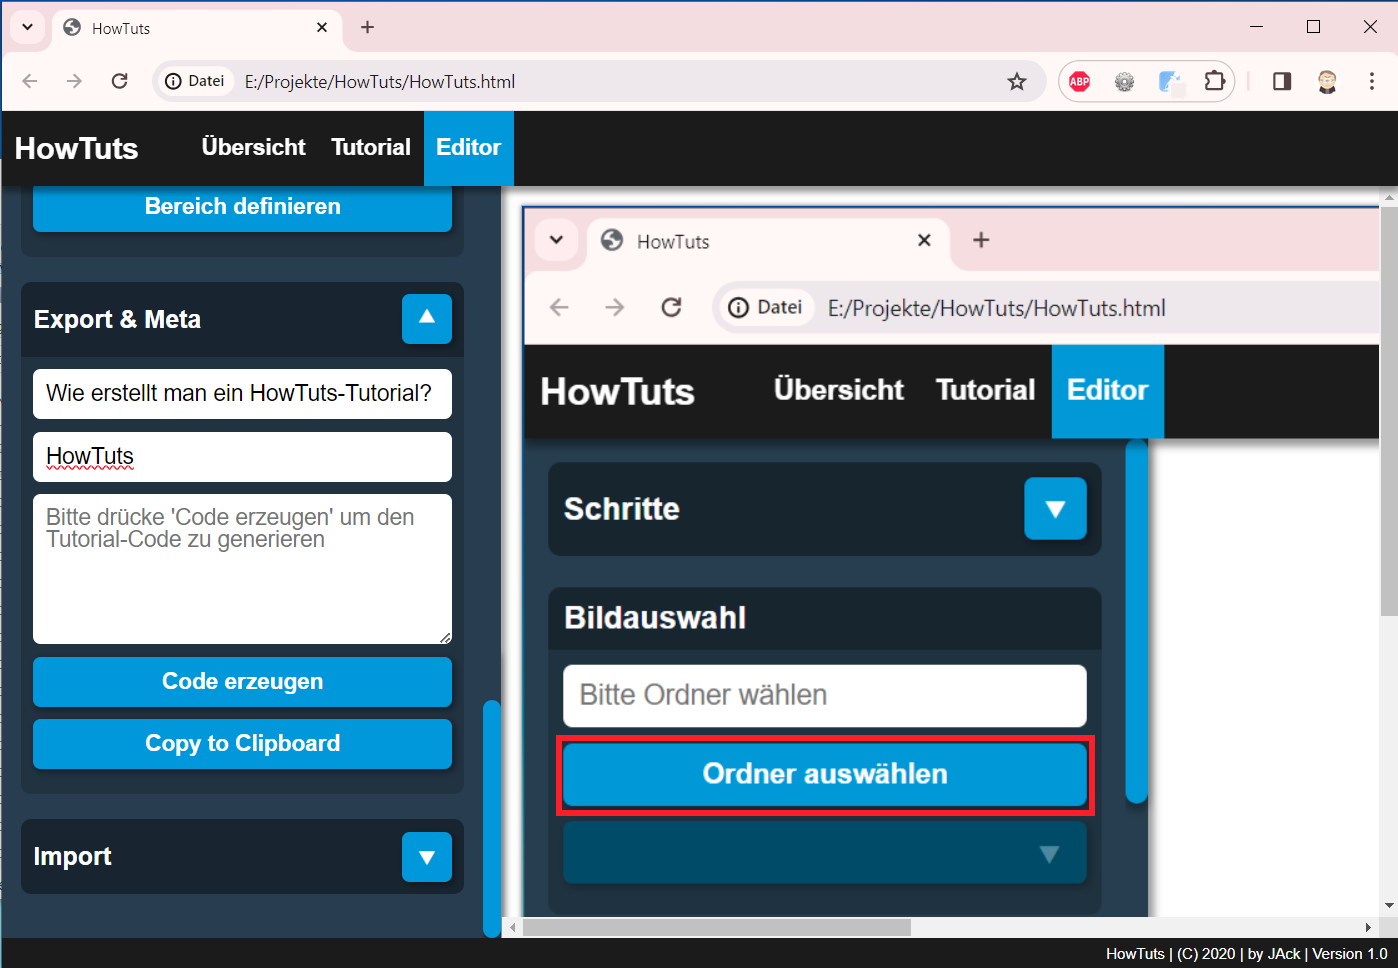 HowTuts
Datei
E:/Projekte/HowTuts/HowTuts.html
ABP
HowTuts
Übersicht
Tutorial
Editor
Bereich definieren
Export & Meta
Wie erstellt man ein HowTuts-Tutorial?
HowTuts
Bitte drücke 'Code erzeugen' um den
Tutorial-Code zu generieren
Code erzeugen
Copy to Clipboard
Import
HowTuts
Datei
E:/Projekte/HowTuts/HowTuts.html
HowTuts
Übersicht
Tutorial
Editor
Schritte
Bildauswahl
Bitte Ordner wählen
Ordner auswählen
HowTuts | (C) 2020 | by JAck | Version 1.0